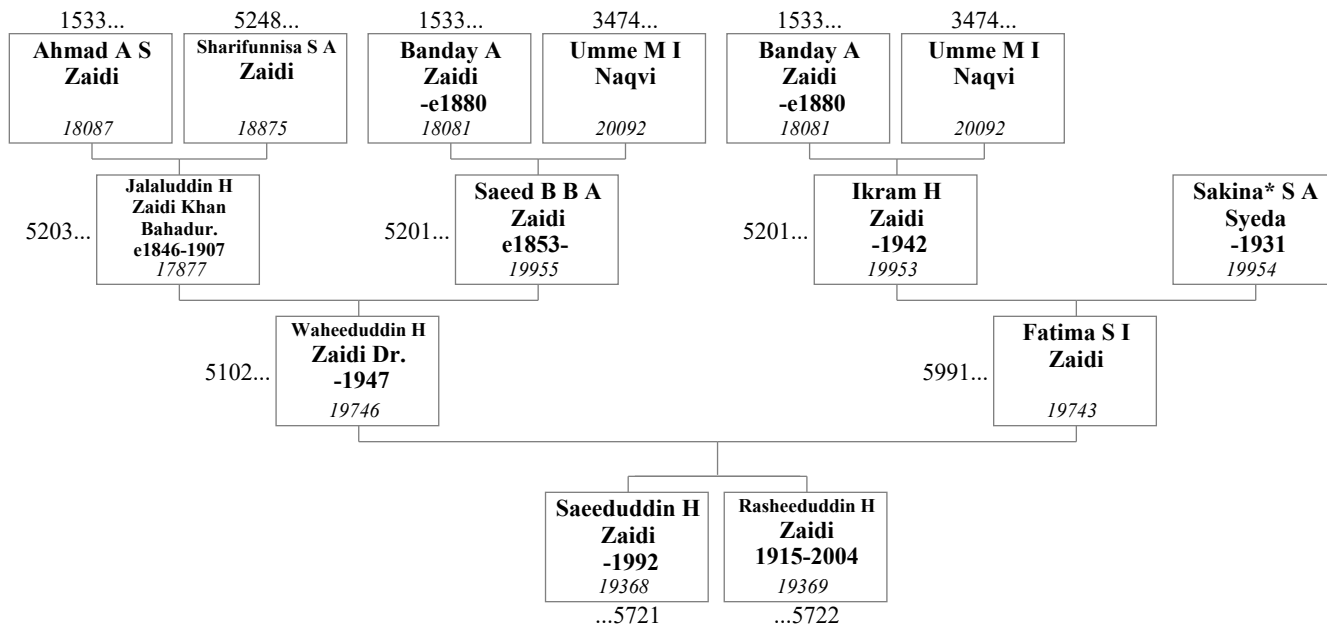 1533...
5248...
1533...
3474...
1533...
3474...
Ahmad A S
Zaidi
18087
Sharifunnisa S A
Zaidi
18875
Banday A
Zaidi
-e1880
18081
Umme M I
Naqvi
20092
Banday A
Zaidi
-e1880
18081
Umme M I
Naqvi
20092
5203...
Jalaluddin H
Zaidi Khan
Bahadur.
e1846-1907
17877
5201...
Saeed B B A
Zaidi
e1853-
19955
5201...
Ikram H
Zaidi
-1942
19953
Sakina* S A
Syeda
-1931
19954
5102...
Waheeduddin H
Zaidi Dr.
-1947
19746
5991...
Fatima S I
Zaidi
19743
Saeeduddin H
Zaidi
-1992
19368
...5721
Rasheeduddin H
Zaidi
1915-2004
19369
...5722